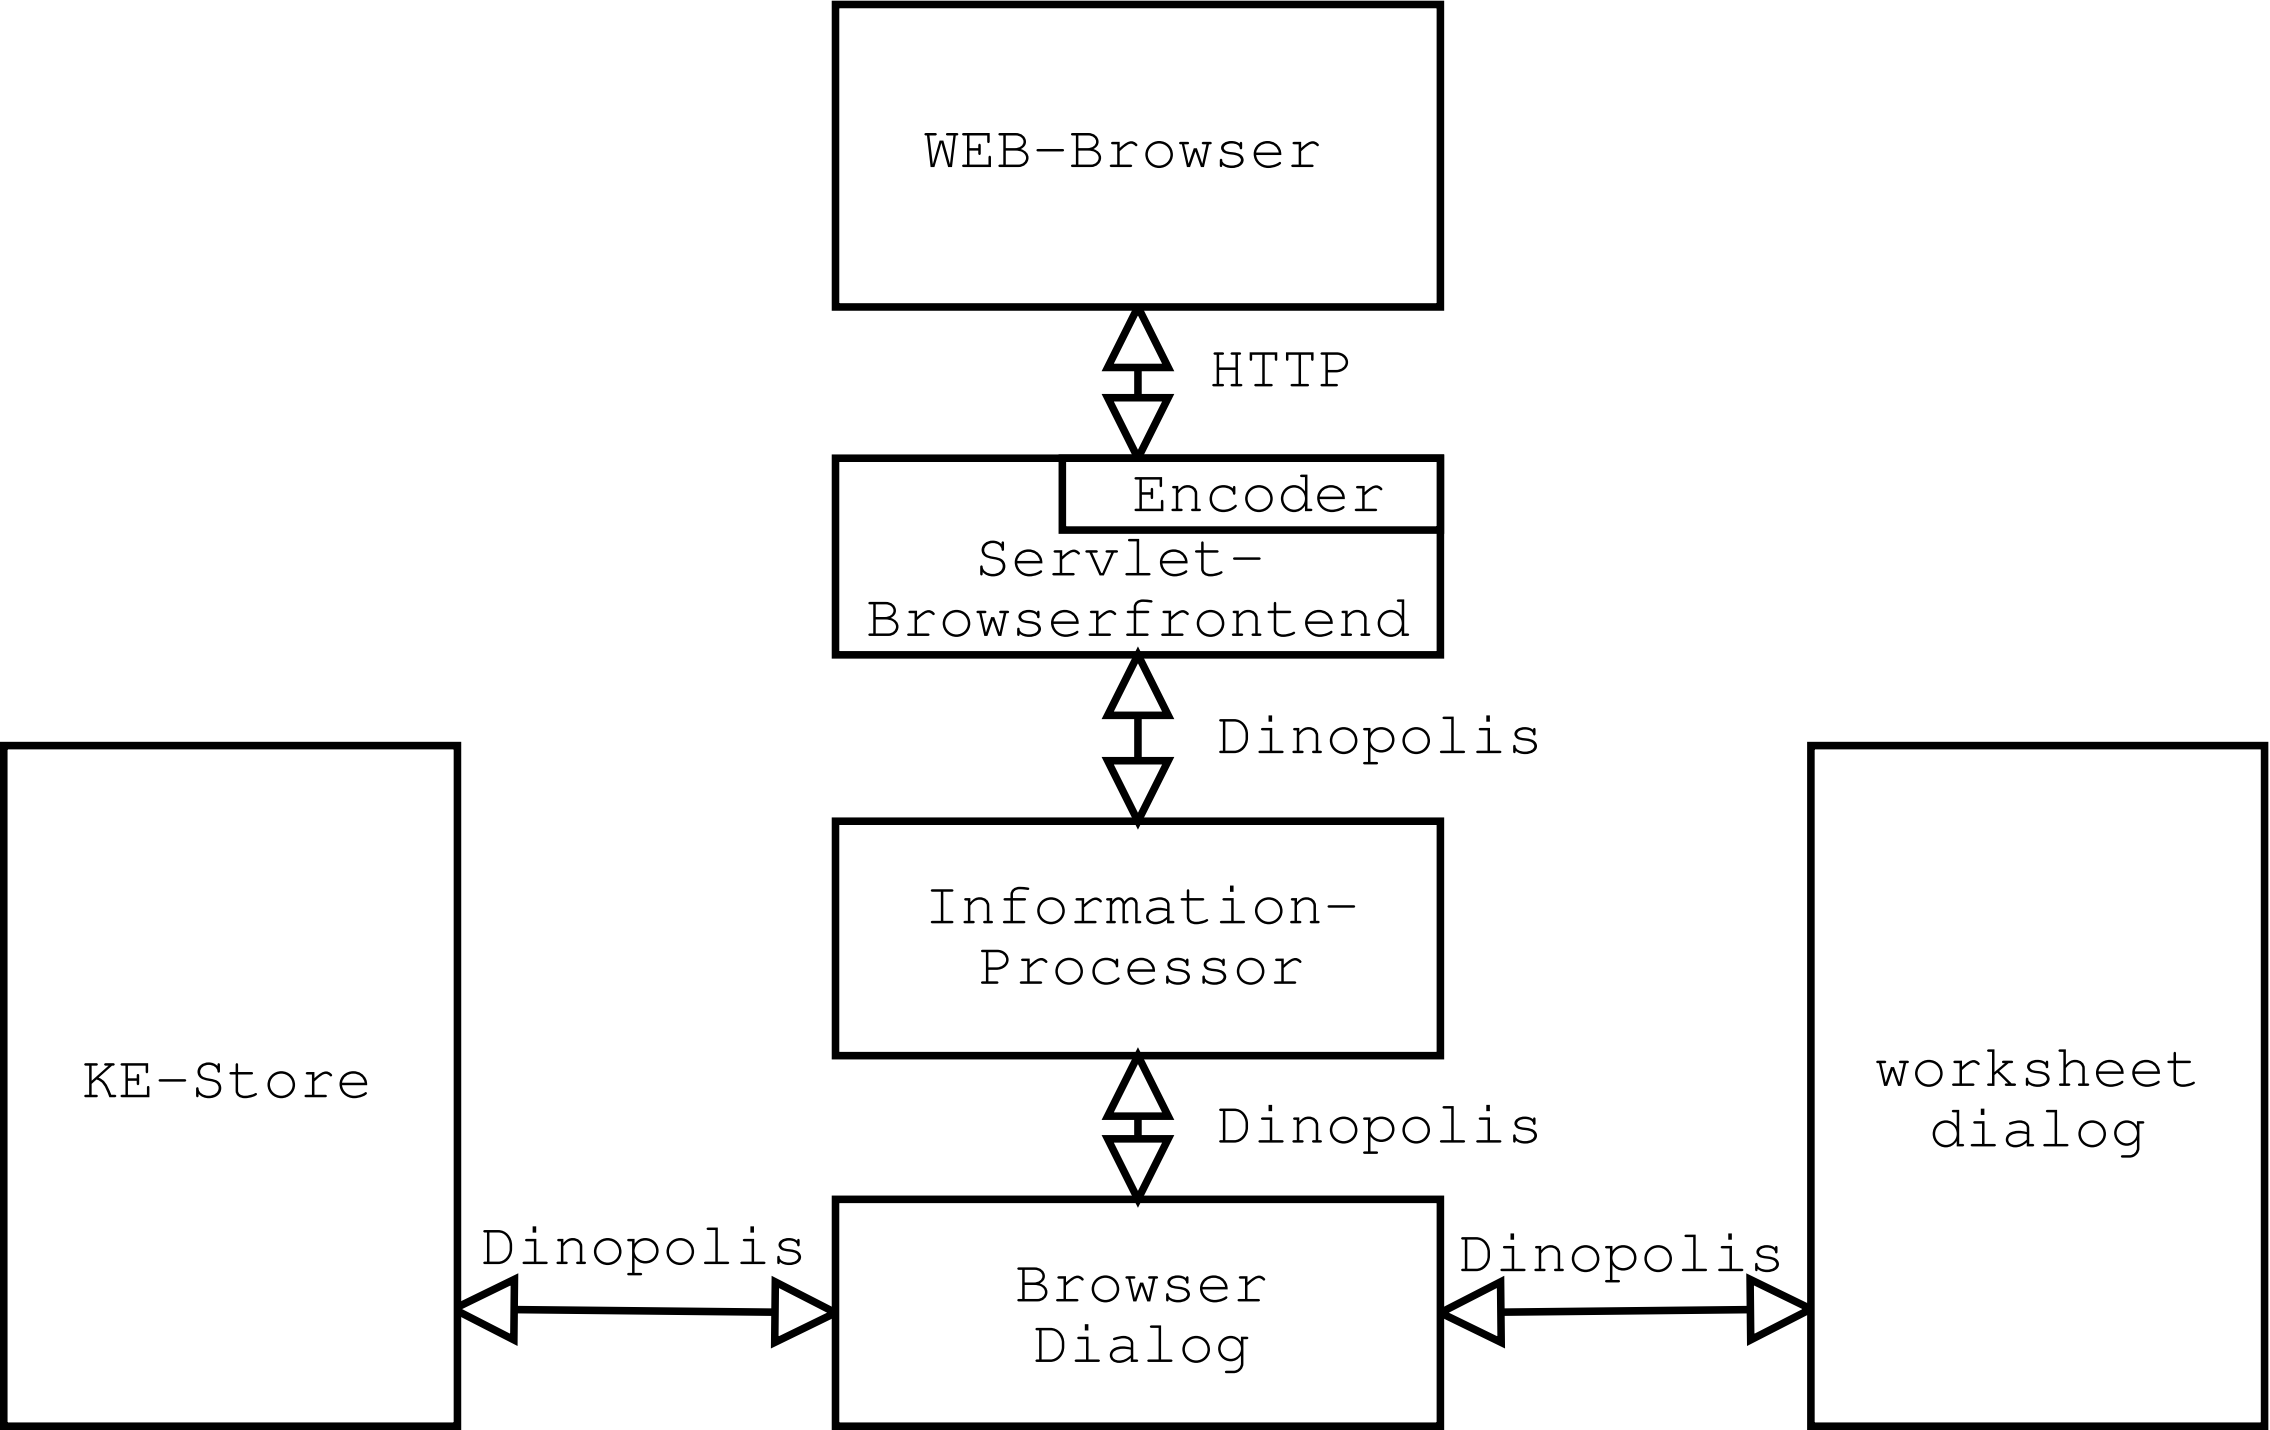 WEB-Browser
HTTP
Encoder
Servlet-
Browserfrontend
Dinopolis
Information-
Processor
KE-Store
worksheet
dialog
Dinopolis
Dinopolis
Dinopolis
Browser
Dialog